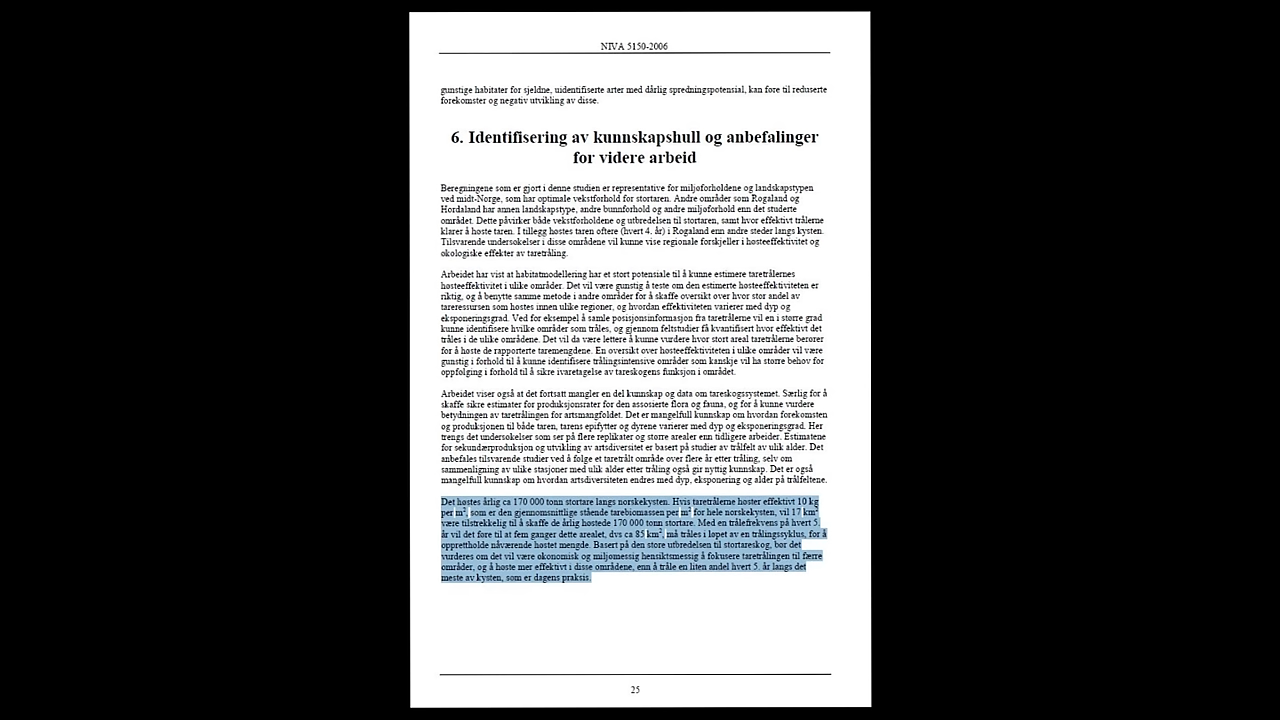 NIVA 5150-2006
gunstige habitater for sjeldne, uidentifiserte arter med dårlig spredningspotensial, kan føre til reduserte
forekomster og negativ utvikling av disse.
6. Identifisering av kunnskapshull og anbefalinger
for videre arbeid
Beregningene som er gjort i denne studien er representative for miljøforholdene og landskapstypen
ved midt-Norge, som har optimale vekstforhold for stortaren. Andre områder som Rogaland og
Hordaland har annen landskapstype, andre bunnforhold og andre miljøforhold enn det studerte
området. Dette påvirker både vekstforholdene og utbredelsen til stortaren, samt hvor effektivt trålerne
klarer å høste taren. I tillegg høstes taren oftere (hvert 4. år) i Rogaland enn andre steder langs kysten.
Tilsvarende undersøkelser i disse områdene vil kunne vise regionale forskjeller i høsteeffektivitet og
økologiske effekter av taretråling.
Arbeidet har vist at habitatmodellering har et stort potensiale til å kunne estimere taretrålernes
høsteeffektivitet i ulike områder. Det vil være gunstig å teste om den estimerte høsteeffektiviteten er
riktig, og å benytte samme metode i andre områder for å skaffe oversikt over hvor stor andel av
tareressursen som høstes innen ulike regioner, og hvordan effektiviteten varierer med dyp og
eksponeringsgrad. Ved for eksempel å samle posisjonsinformasjon fra taretrålerne vil en i større grad
kunne identifisere hvilke områder som tråles, og gjennom feltstudier få kvantifisert hvor effektivt det
tråles i de ulike områdene. Det vil da være lettere å kunne vurdere hvor stort areal taretrålerne berører
for å høste de rapporterte taremengdene. En oversikt over høsteeffektiviteten i ulike områder vil være
gunstig i forhold til å kunne identifisere trålingsintensive områder som kanskje vil ha større behov for
oppfølging i forhold til å sikre ivaretagelse av tareskogens funksjon i området.
Arbeidet viser også at det fortsatt mangler en del kunnskap og data om tareskogssystemet. Særlig for å
skaffe sikre estimater for produksjonsrater for den assosierte flora og fauna, og for å kunne vurdere
betydningen av taretrålingen for artsmangfoldet. Det er mangelfull kunnskap om hvordan forekomsten
og produksjonen til både taren, tarens epifytter og dyrene varierer med dyp og eksponeringsgrad. Her
trengs det undersøkelser som ser på flere replikater og større arealer enn tidligere arbeider. Estimatene
for sekundærproduksjon og utvikling av artsdiversitet er basert på studier av trålfelt av ulik alder. Det
anbefales tilsvarende studier ved å følge et taretrålt område over flere år etter tråling, selv om
sammenligning av ulike stasjoner med ulik alder etter tråling også gir nyttig kunnskap. Det er også
mangelfull kunnskap om hvordan artsdiversiteten endres med dyp, eksponering og alder på trålfeltene.
Det høstes årlig ca 170 000 tonn stortare langs norskekysten. Hvis taretrålerne høster effektivt 10 kg
per m², som er den gjennomsnittlige stående tarebiomassen per m² for hele norskekysten, vil 17 km²
være tilstrekkelig til å skaffe de årlig høstede 170 000 tonn stortare. Med en trålefrekvens på hvert 5.
år vil det føre til at fem ganger dette arealet, dvs ca 85 km², må tråles i løpet av en trålingssyklus, for å
opprettholde nåværende høstet mengde. Basert på den store utbredelsen til stortareskog, bør det
vurderes om det vil være økonomisk og miljømessig hensiktsmessig å fokusere taretrålingen til færre
områder, og å høste mer effektivt i disse områdene, enn å tråle en liten andel hvert 5. år langs det
meste av kysten, som er dagens praksis.
25